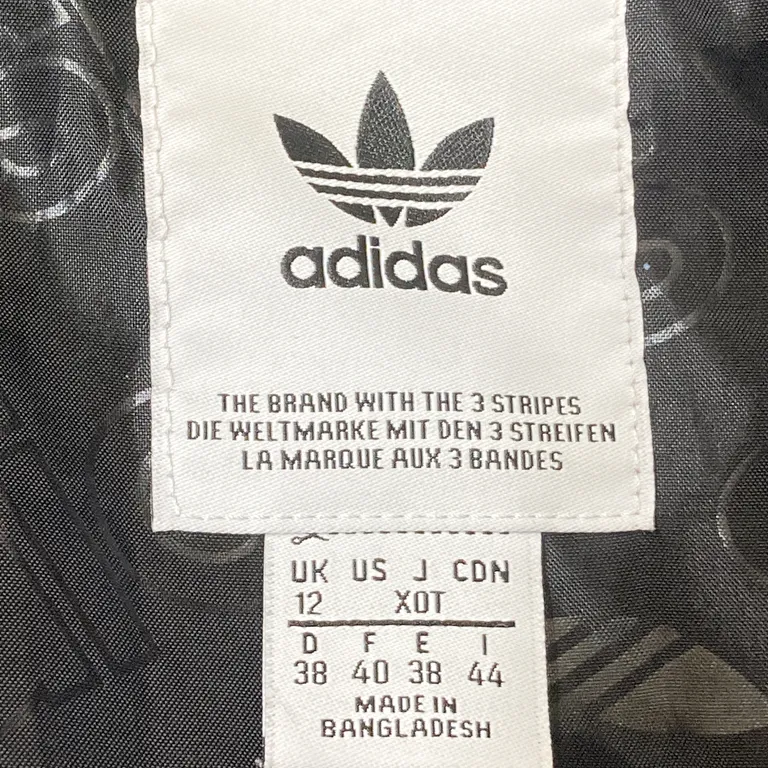 adidas
THE BRAND WITH THE 3 STRIPES
DIE WELTMARKE MIT DEN 3 STREIFEN
LA MARQUE AUX 3 BANDES
UK US J CDN
12 XOT
D F E I
38 40 38 44
MADE IN
BANGLADESH